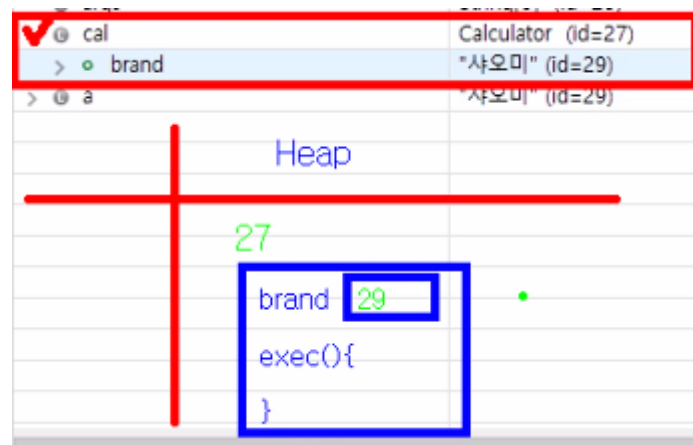 cal Calculator (id=27)
brand "샤오미" (id=29)
a "샤오미" (id=29)
Heap
27
brand 29
exec(){
}